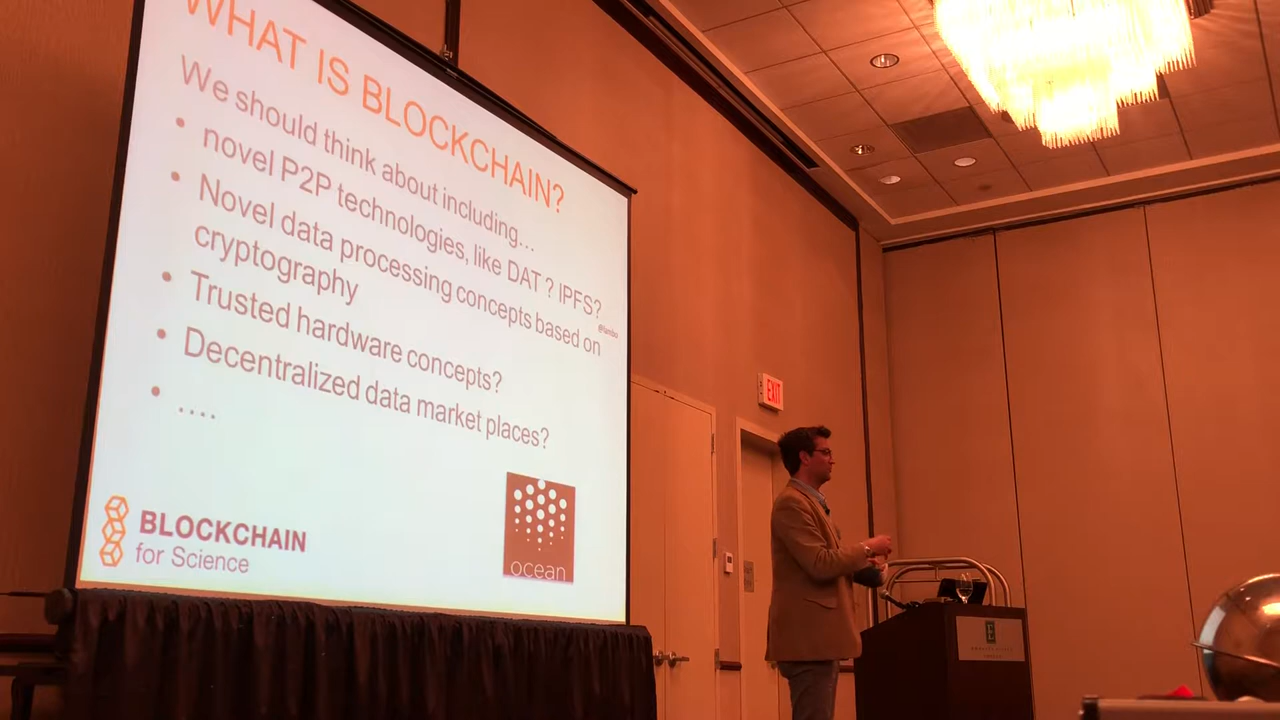 WHAT IS BLOCKCHAIN?
We should think about including...
• novel P2P technologies, like DAT ? IPFS?
• Novel data processing concepts based on
cryptography
• Trusted hardware concepts?
• Decentralized data market places?
• ....
BLOCKCHAIN
for Science
ocean
EXIT
E